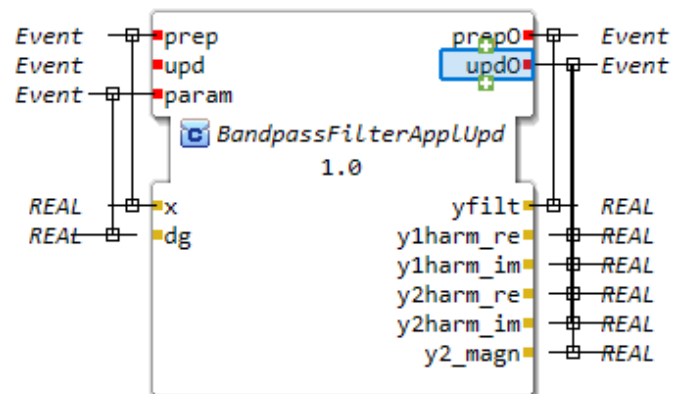 Event prep prepO Event
Event upd updO Event
Event param
C BandpassFilterApplUpd
1.0
REAL x yfilt REAL
REAL dg y1harm_re REAL
y1harm_im REAL
y2harm_re REAL
y2harm_im REAL
y2_magn REAL